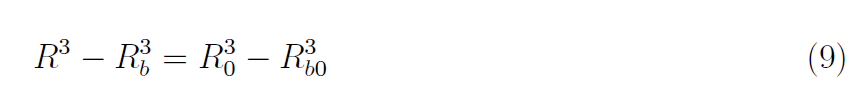 R^3 − R_b^3 = R_0^3 − R_{b0}^3 (9)